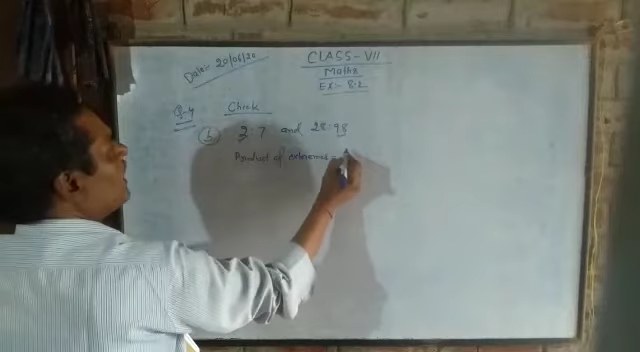 Date:- 20/06/20
CLASS-VII
Maths
EX:- 8.2
Q-4 Check
2:7 and 28:98
Product of extremes =